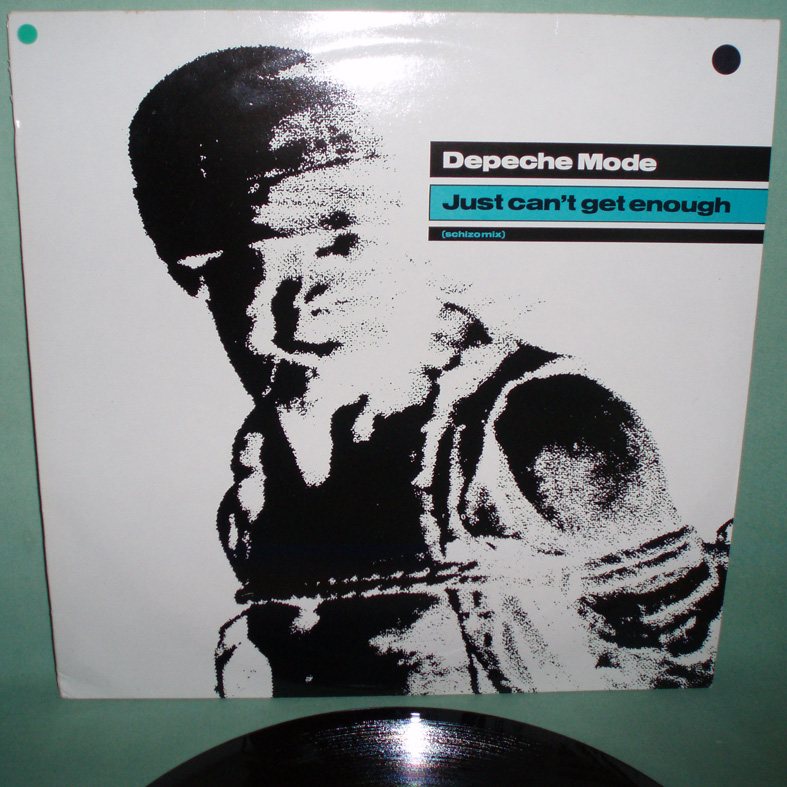 Depeche Mode
Just can't get enough
(schizo mix)